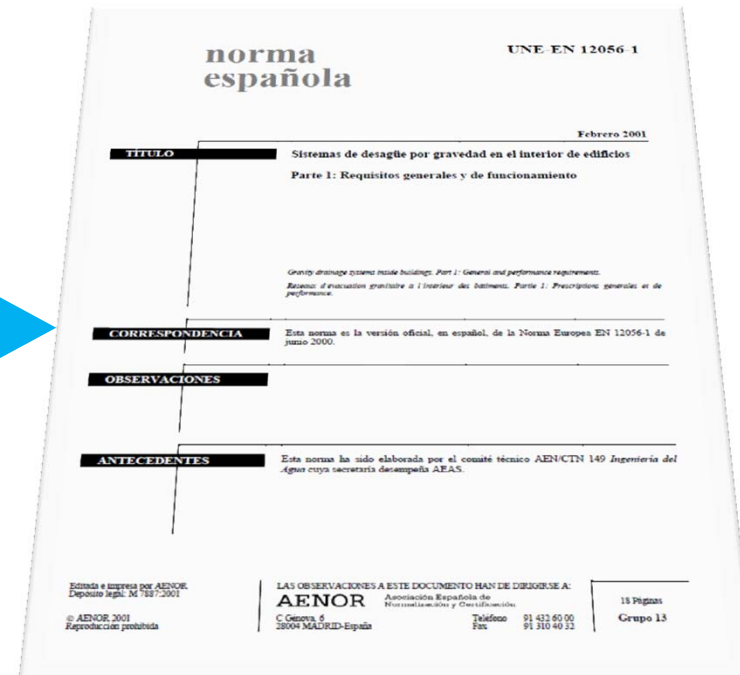 norma
española
UNE-EN 12056-1
Febrero 2001
TÍTULO
Sistemas de desagüe por gravedad en el interior de edificios
Parte 1: Requisitos generales y de funcionamiento
Gravity drainage systems inside buildings. Part 1: General and performance requirements.
Reseaux d'évacuation gravitaire a l'interieur des batiments. Partie 1: Prescriptions generales et de
performance.
CORRESPONDENCIA
Esta norma es la versión oficial, en español, de la Norma Europea EN 12056-1 de
junio 2000.
OBSERVACIONES
ANTECEDENTES
Esta norma ha sido elaborada por el comité técnico AEN/CTN 149 Ingeniería del
Agua cuya secretaría desempeña AEAS.
Editada e impresa por AENOR
Depósito legal: M 7887:2001
© AENOR 2001
Reproducción prohibida
LAS OBSERVACIONES A ESTE DOCUMENTO HAN DE DIRIGIRSE A:
AENOR
Asociación Española de
Normalización y Certificación
C Génova, 6
28004 MADRID-España
Teléfono 91 432 60 00
Fax 91 310 40 32
18 Páginas
Grupo 13